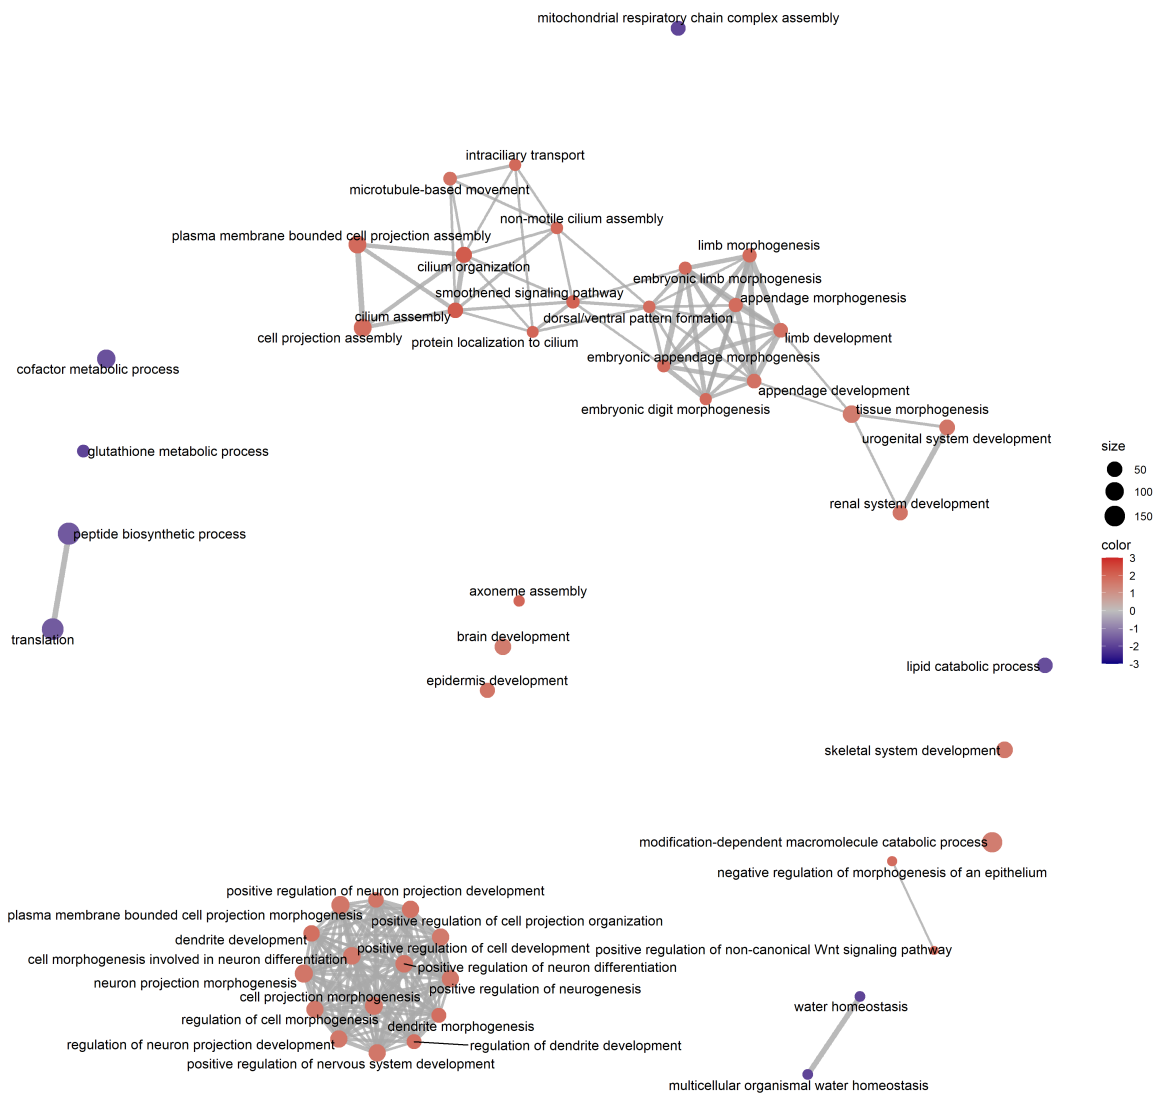 mitochondrial respiratory chain complex assembly
intraciliary transport
microtubule-based movement
non-motile cilium assembly
plasma membrane bounded cell projection assembly
limb morphogenesis
cilium organization
embryonic limb morphogenesis
smoothened signaling pathway
appendage morphogenesis
cilium assembly
dorsal/ventral pattern formation
cell projection assembly
protein localization to cilium
limb development
embryonic appendage morphogenesis
cofactor metabolic process
appendage development
embryonic digit morphogenesis
tissue morphogenesis
urogenital system development
glutathione metabolic process
renal system development
peptide biosynthetic process
translation
axoneme assembly
brain development
epidermis development
lipid catabolic process
skeletal system development
modification-dependent macromolecule catabolic process
negative regulation of morphogenesis of an epithelium
positive regulation of non-canonical Wnt signaling pathway
water homeostasis
multicellular organismal water homeostasis
positive regulation of neuron projection development
plasma membrane bounded cell projection morphogenesis
positive regulation of cell projection organization
dendrite development
positive regulation of cell development
cell morphogenesis involved in neuron differentiation
positive regulation of neuron differentiation
neuron projection morphogenesis
positive regulation of neurogenesis
cell projection morphogenesis
regulation of cell morphogenesis
dendrite morphogenesis
regulation of neuron projection development
regulation of dendrite development
positive regulation of nervous system development
size
50
100
150
color
3
2
1
0
-1
-2
-3